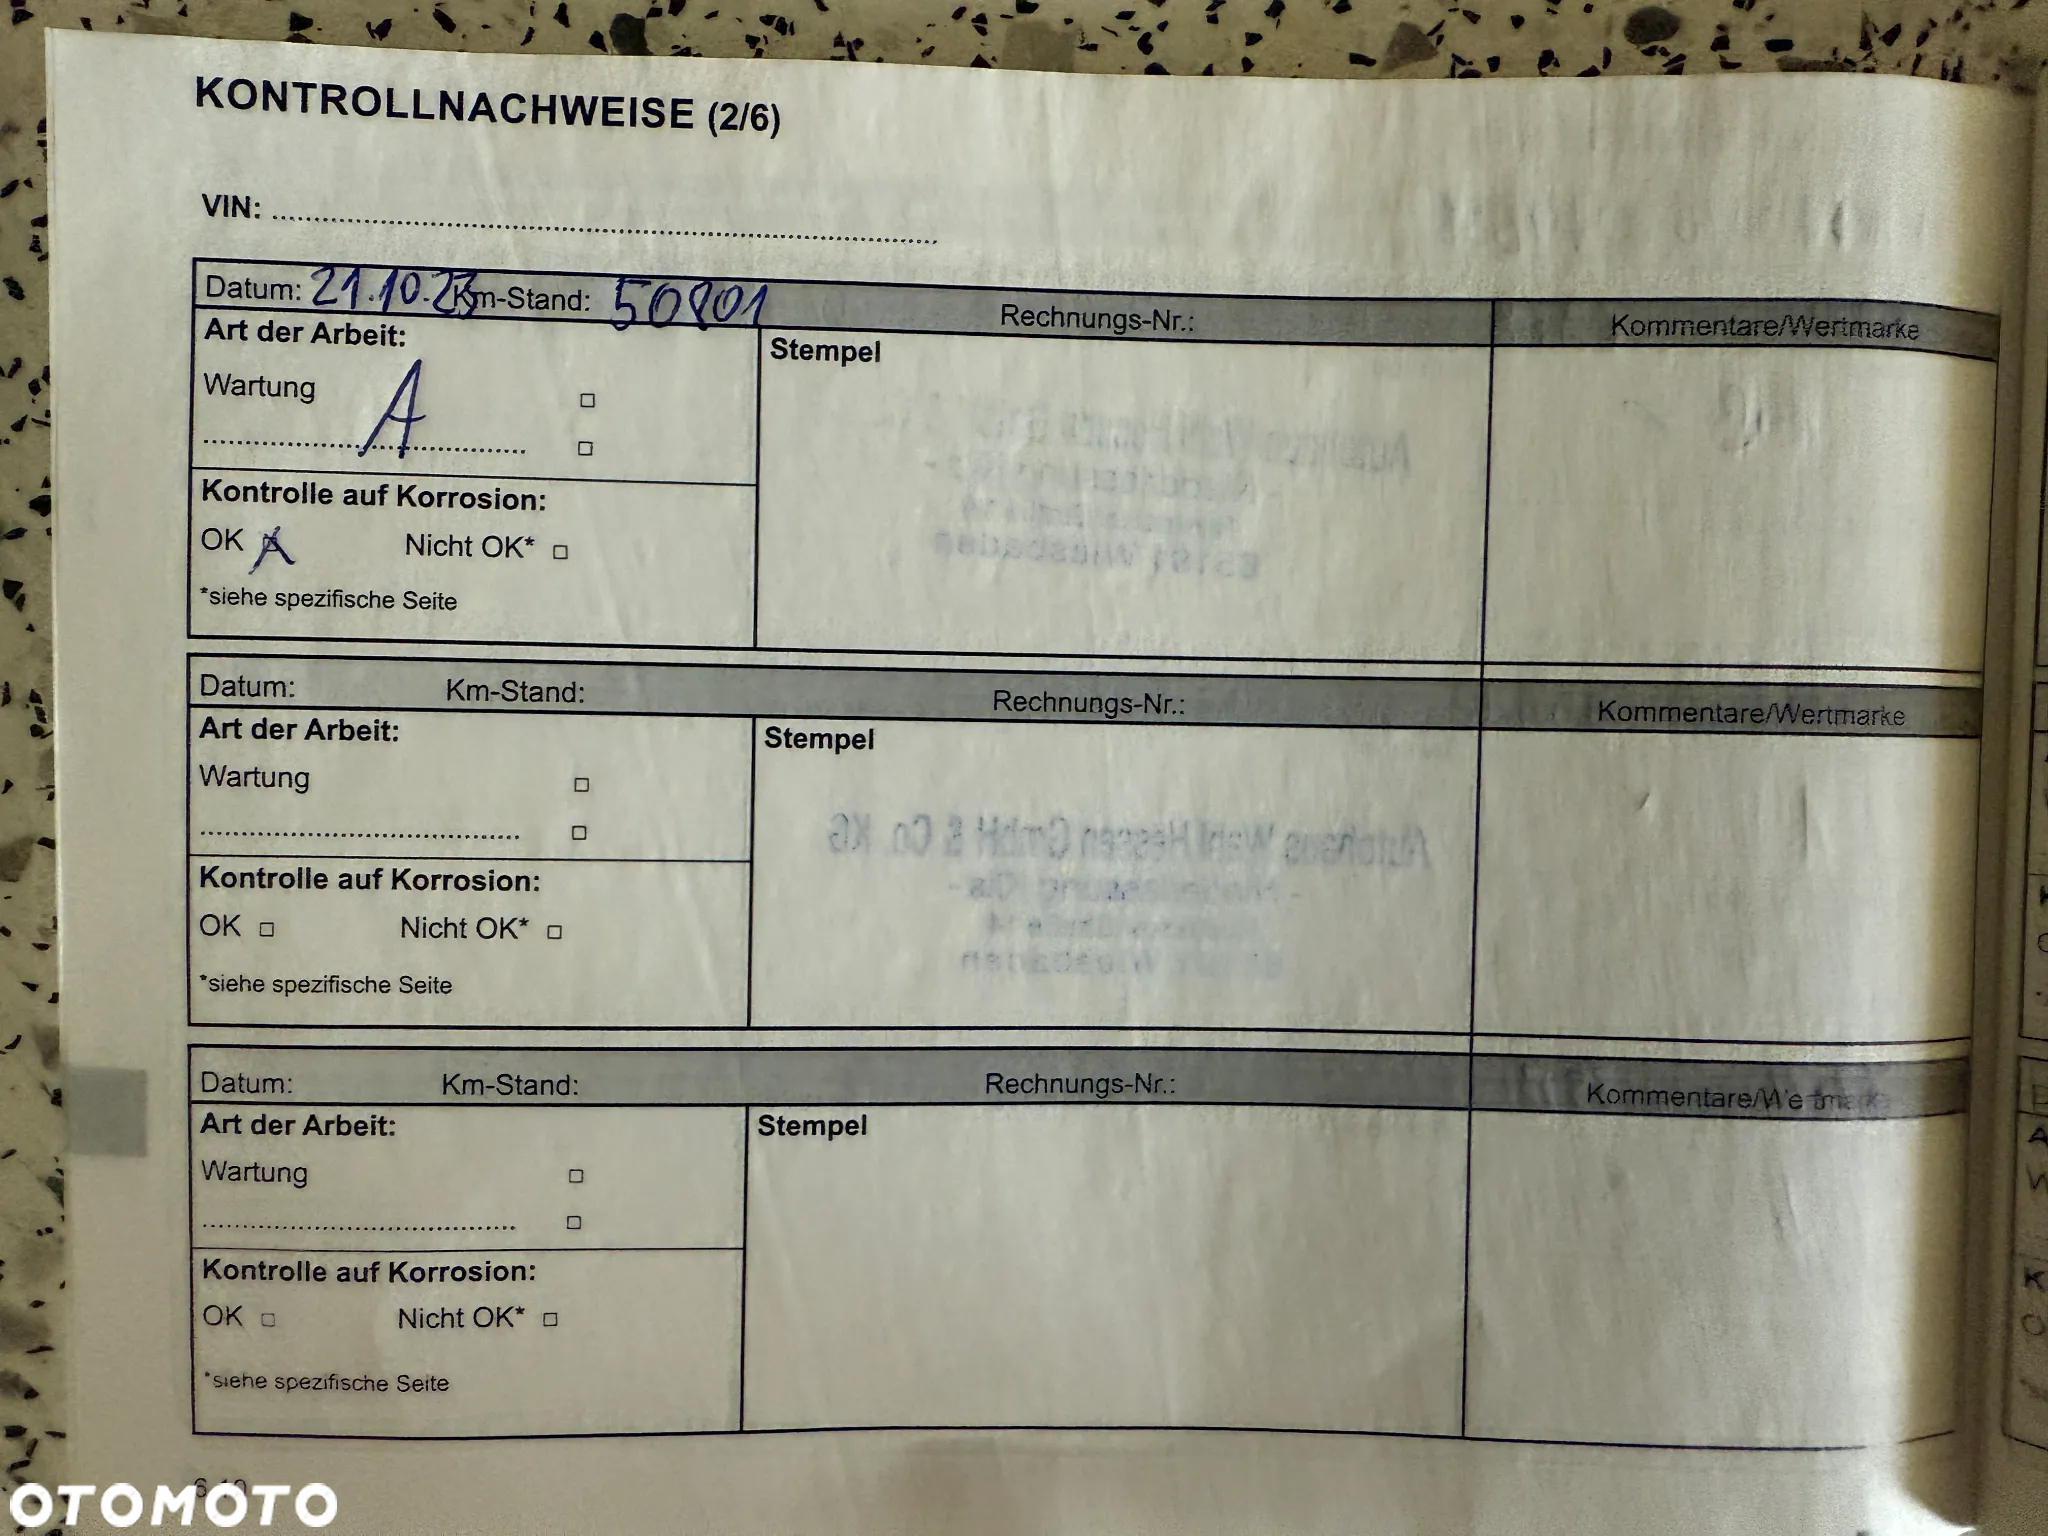 KONTROLLNACHWEISE (2/6)
VIN: ........................................
Datum: 21.10.23 Km-Stand: 50801 Rechnungs-Nr.: Kommentare/Wertmarke
Art der Arbeit: Stempel
Wartung A □
........................................ □
Kontrolle auf Korrosion:
OK Nicht OK* □
*siehe spezifische Seite
Datum: Km-Stand: Rechnungs-Nr.: Kommentare/Wertmarke
Art der Arbeit: Stempel
Wartung □
........................................ □
Kontrolle auf Korrosion:
OK □ Nicht OK* □
*siehe spezifische Seite
Datum: Km-Stand: Rechnungs-Nr.: Kommentare/Wertmarke
Art der Arbeit: Stempel
Wartung □
........................................ □
Kontrolle auf Korrosion:
OK □ Nicht OK* □
*siehe spezifische Seite
OTOMOTO